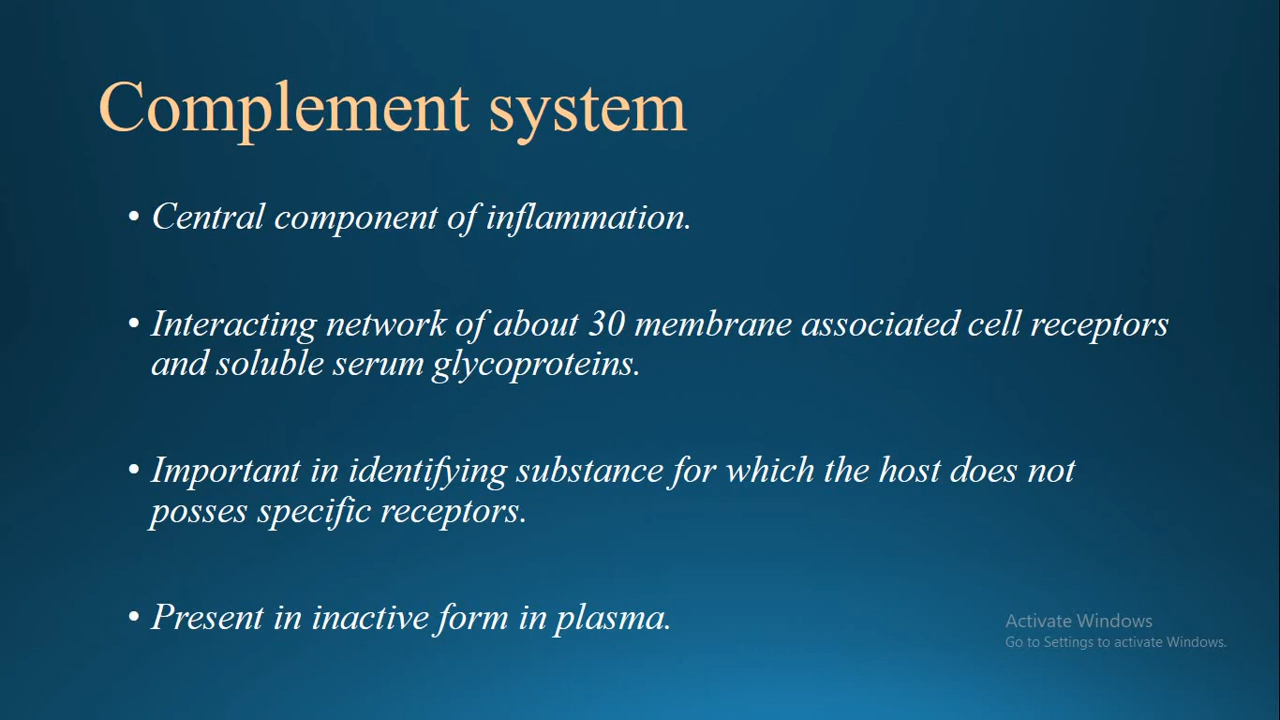 Complement system
• Central component of inflammation.
• Interacting network of about 30 membrane associated cell receptors
and soluble serum glycoproteins.
• Important in identifying substance for which the host does not
posses specific receptors.
• Present in inactive form in plasma.
Activate Windows
Go to Settings to activate Windows.